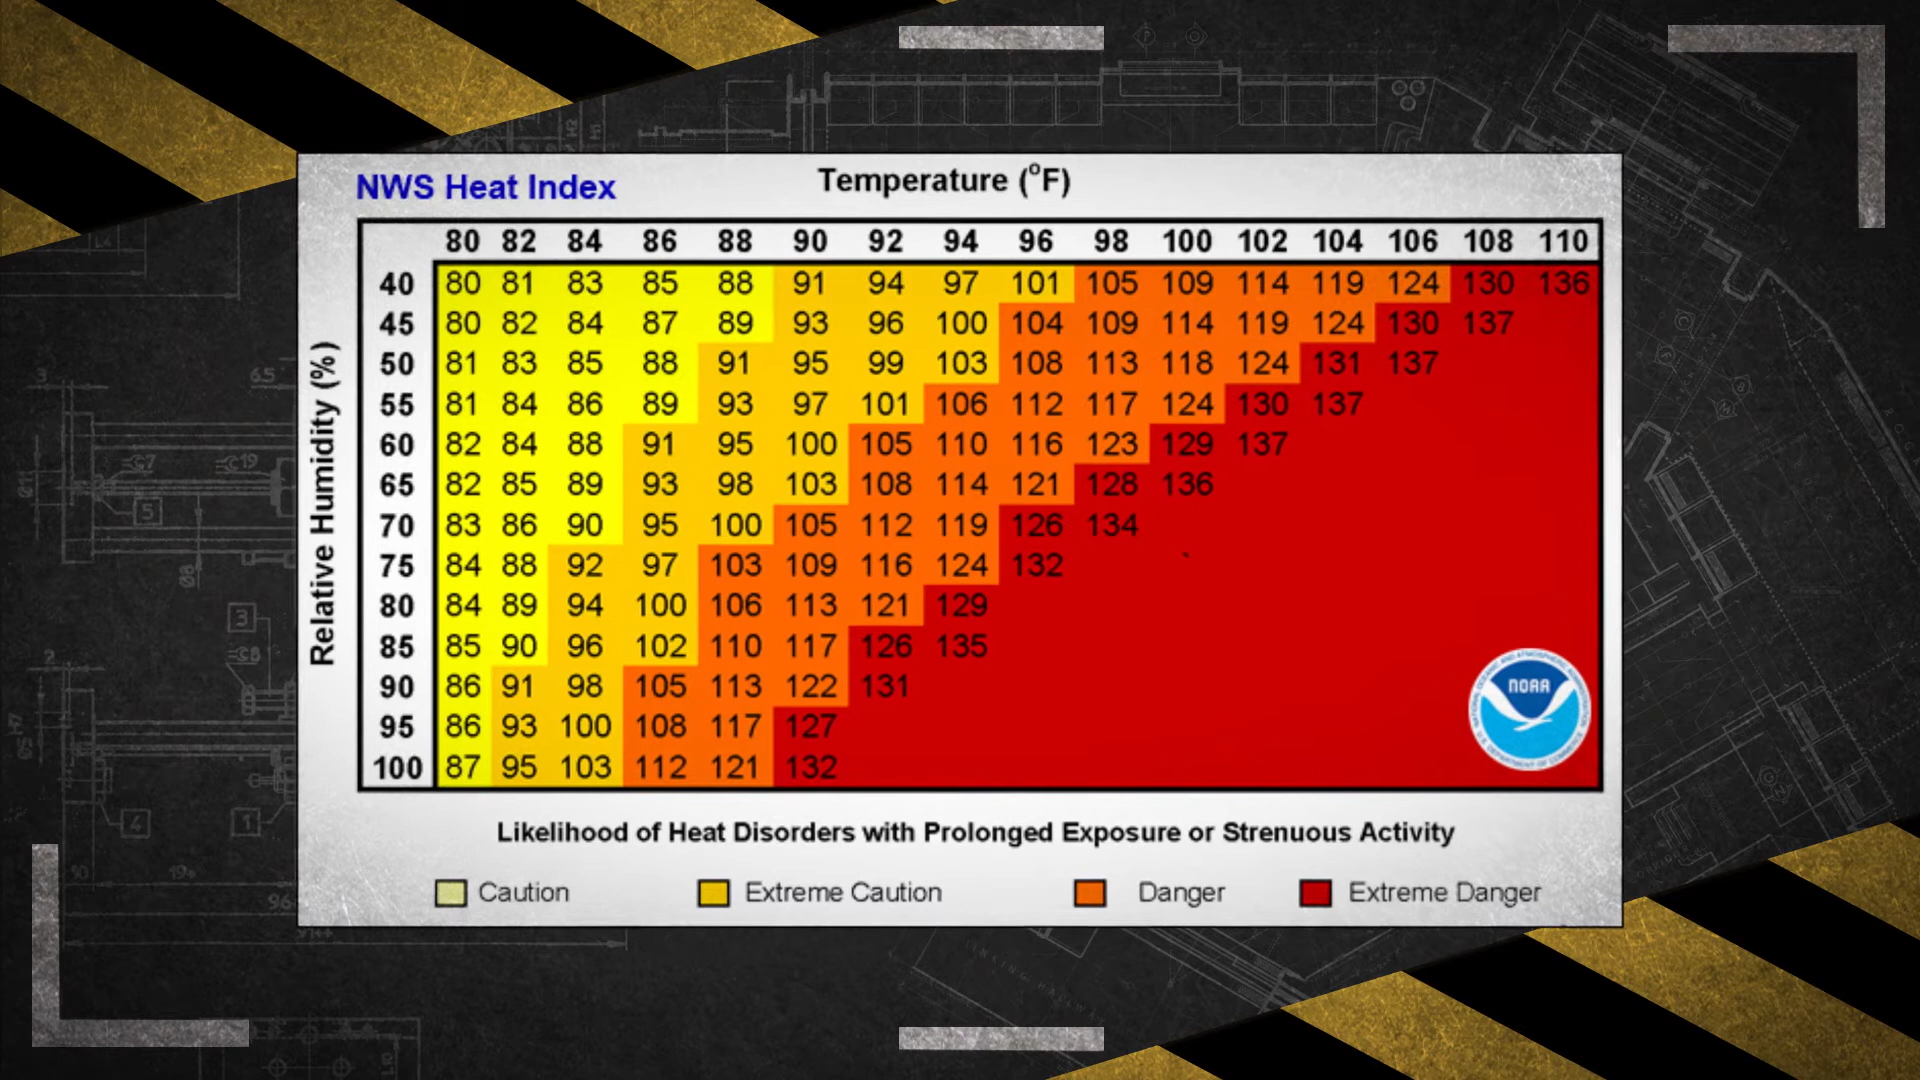 NWS Heat Index
Temperature (°F)
80 82 84 86 88 90 92 94 96 98 100 102 104 106 108 110
Relative Humidity (%)
40 80 81 83 85 88 91 94 97 101 105 109 114 119 124 130 136
45 80 82 84 87 89 93 96 100 104 109 114 119 124 130 137
50 81 83 85 88 91 95 99 103 108 113 118 124 131 137
55 81 84 86 89 93 97 101 106 112 117 124 130 137
60 82 84 88 91 95 100 105 110 116 123 129 137
65 82 85 89 93 98 103 108 114 121 128 136
70 83 86 90 95 100 105 112 119 126 134
75 84 88 92 97 103 109 116 124 132
80 84 89 94 100 106 113 121 129
85 85 90 96 102 110 117 126 135
90 86 91 98 105 113 122 131
95 86 93 100 108 117 127
100 87 95 103 112 121 132
NOAA
Likelihood of Heat Disorders with Prolonged Exposure or Strenuous Activity
Caution Extreme Caution Danger Extreme Danger